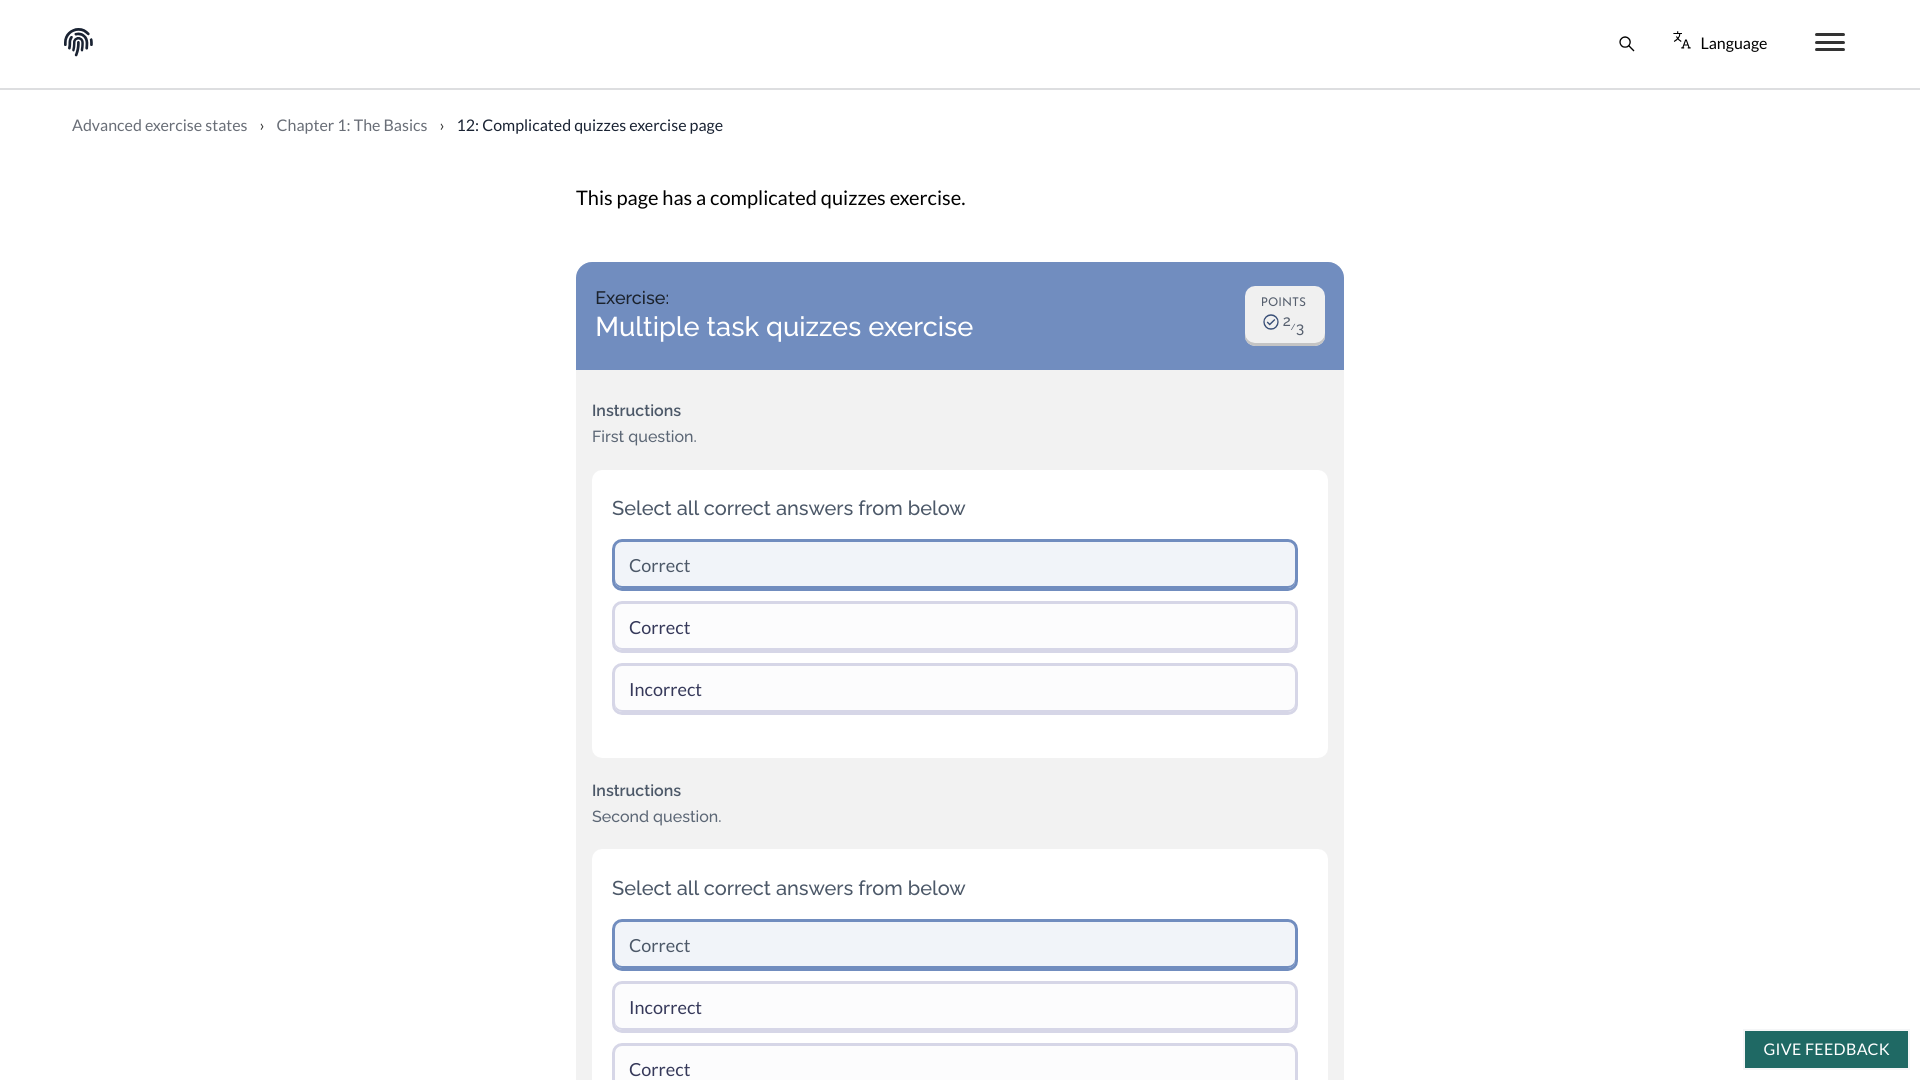 Language
Advanced exercise states › Chapter 1: The Basics › 12: Complicated quizzes exercise page
This page has a complicated quizzes exercise.
Exercise:
Multiple task quizzes exercise
POINTS
2/3
Instructions
First question.
Select all correct answers from below
Correct
Correct
Incorrect
Instructions
Second question.
Select all correct answers from below
Correct
Incorrect
Correct
GIVE FEEDBACK